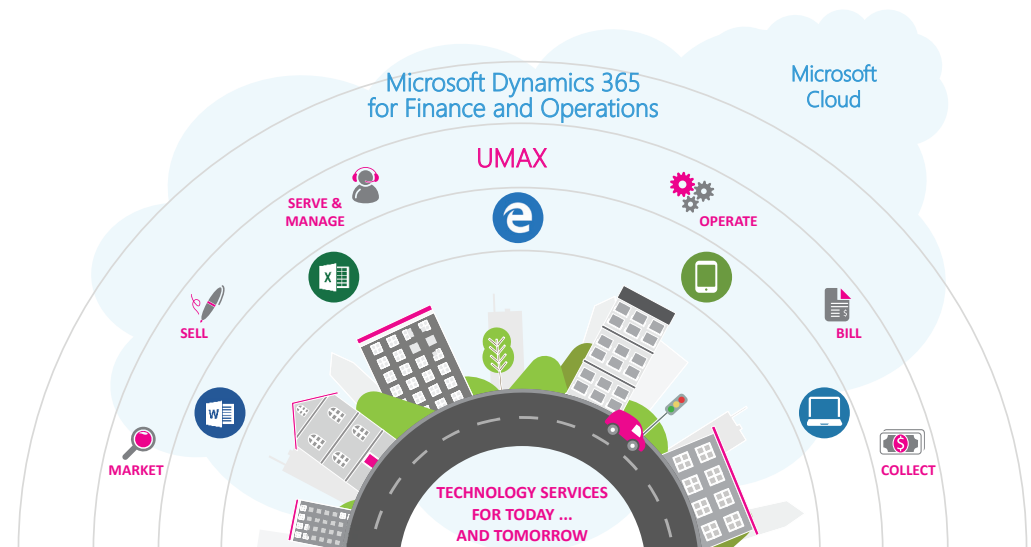 Microsoft Dynamics 365
for Finance and Operations
Microsoft
Cloud
UMAX
SERVE &
MANAGE
OPERATE
SELL
BILL
MARKET
COLLECT
X
W
$
$
TECHNOLOGY SERVICES
FOR TODAY ...
AND TOMORROW